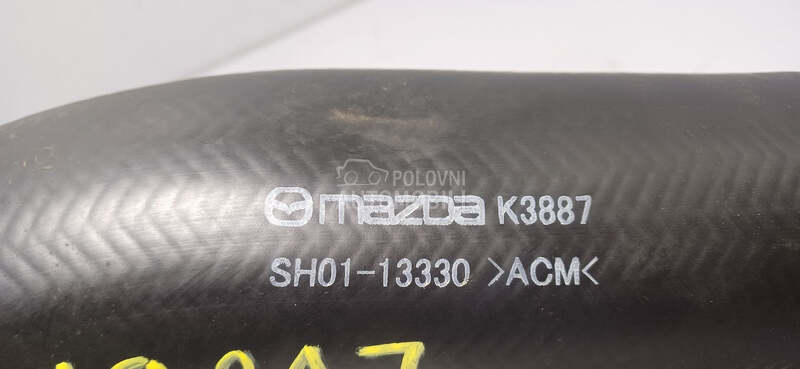 POLOVNI
AUTOMOBILI
mazda K3887
SH01-13330 >ACM<